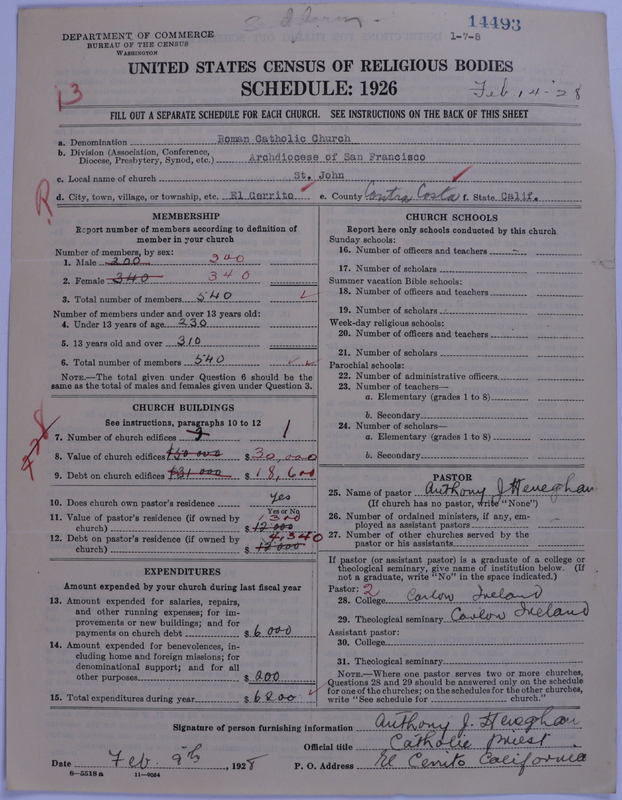 2nd Form
14493
DEPARTMENT OF COMMERCE
BUREAU OF THE CENSUS
WASHINGTON
1-7-8
UNITED STATES CENSUS OF RELIGIOUS BODIES
SCHEDULE: 1926
Feb 14-28
13
FILL OUT A SEPARATE SCHEDULE FOR EACH CHURCH. SEE INSTRUCTIONS ON THE BACK OF THIS SHEET
a. Denomination Roman Catholic Church
b. Division (Association, Conference, Diocese, Presbytery, Synod, etc.) Archdiocese of San Francisco
c. Local name of church St. John
d. City, town, village, or township, etc. El Cerrito e. County Contra Costa f. State Calif.
R
MEMBERSHIP
Report number of members according to definition of member in your church
Number of members, by sex:
1. Male 200 200
2. Female 340 340
3. Total number of members 540
Number of members under and over 13 years old:
4. Under 13 years of age 230
5. 13 years old and over 310
6. Total number of members 540
NOTE.—The total given under Question 6 should be the same as the total of males and females given under Question 3.
CHURCH BUILDINGS
See instructions, paragraphs 10 to 12
7. Number of church edifices 1
8. Value of church edifices $50 000 $30,000
9. Debt on church edifices $31 000 $18,600
10. Does church own pastor's residence Yes
Yes or No
11. Value of pastor's residence (if owned by church) $12 000
12. Debt on pastor's residence (if owned by church) 4,340 $
EXPENDITURES
Amount expended by your church during last fiscal year
13. Amount expended for salaries, repairs, and other running expenses; for improvements or new buildings; and for payments on church debt $6 000
14. Amount expended for benevolences, including home and foreign missions; for denominational support; and for all other purposes $200
15. Total expenditures during year $6200
CHURCH SCHOOLS
Report here only schools conducted by this church
Sunday schools:
16. Number of officers and teachers
17. Number of scholars
Summer vacation Bible schools:
18. Number of officers and teachers
19. Number of scholars
Week-day religious schools:
20. Number of officers and teachers
21. Number of scholars
Parochial schools:
22. Number of administrative officers
23. Number of teachers—
a. Elementary (grades 1 to 8)
b. Secondary
24. Number of scholars—
a. Elementary (grades 1 to 8)
b. Secondary
PASTOR
25. Name of pastor Anthony J Heneghan
(If church has no pastor, write "None")
26. Number of ordained ministers, if any, employed as assistant pastors
27. Number of other churches served by the pastor or his assistants
If pastor (or assistant pastor) is a graduate of a college or theological seminary, give name of institution below. (If not a graduate, write "No" in the space indicated.)
Pastor: 2
28. College Carlow Ireland
29. Theological seminary Carlow Ireland
Assistant pastor:
30. College
31. Theological seminary
NOTE.—Where one pastor serves two or more churches, Questions 28 and 29 should be answered only on the schedule for one of the churches; on the schedules for the other churches, write "See schedule for church."
Signature of person furnishing information Anthony J. Heneghan
Official title Catholic Priest
Date Feb. 9th, 1928 P. O. Address El Cerrito California
8—5518 a 11—9054